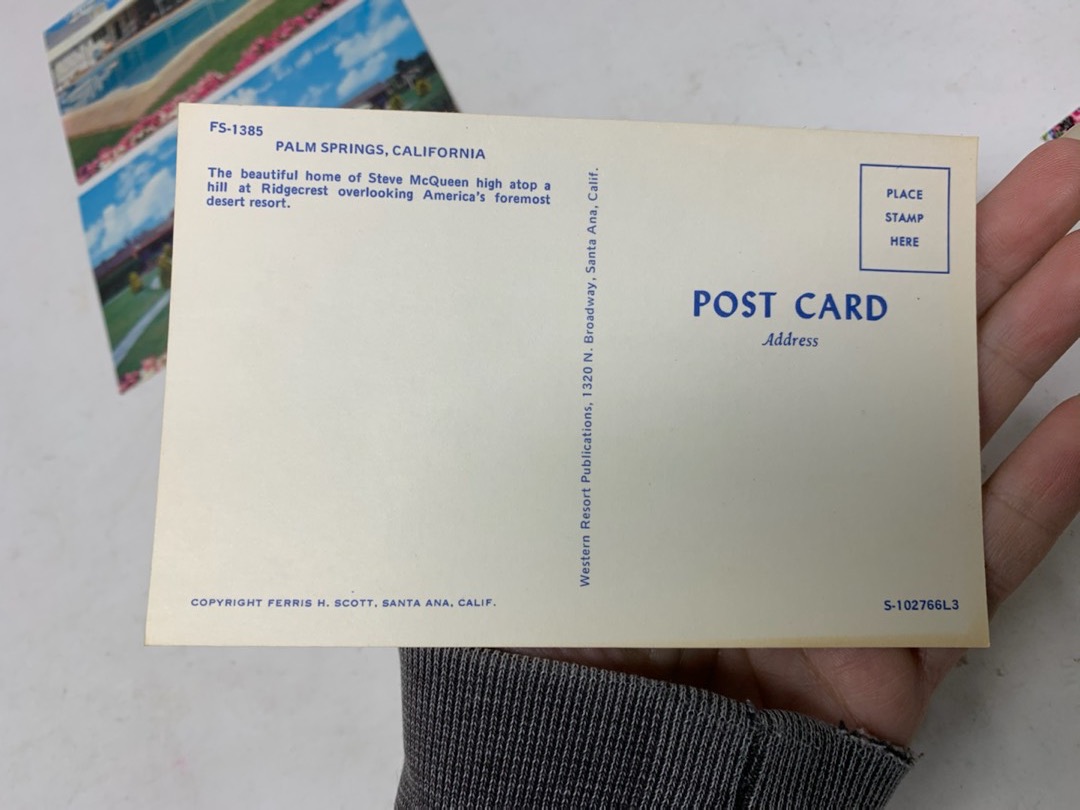 FS-1385
PALM SPRINGS, CALIFORNIA
The beautiful home of Steve McQueen high atop a
hill at Ridgecrest overlooking America's foremost
desert resort.
Western Resort Publications, 1320 N. Broadway, Santa Ana, Calif.
PLACE
STAMP
HERE
POST CARD
Address
COPYRIGHT FERRIS H. SCOTT, SANTA ANA, CALIF.
S-102766L3